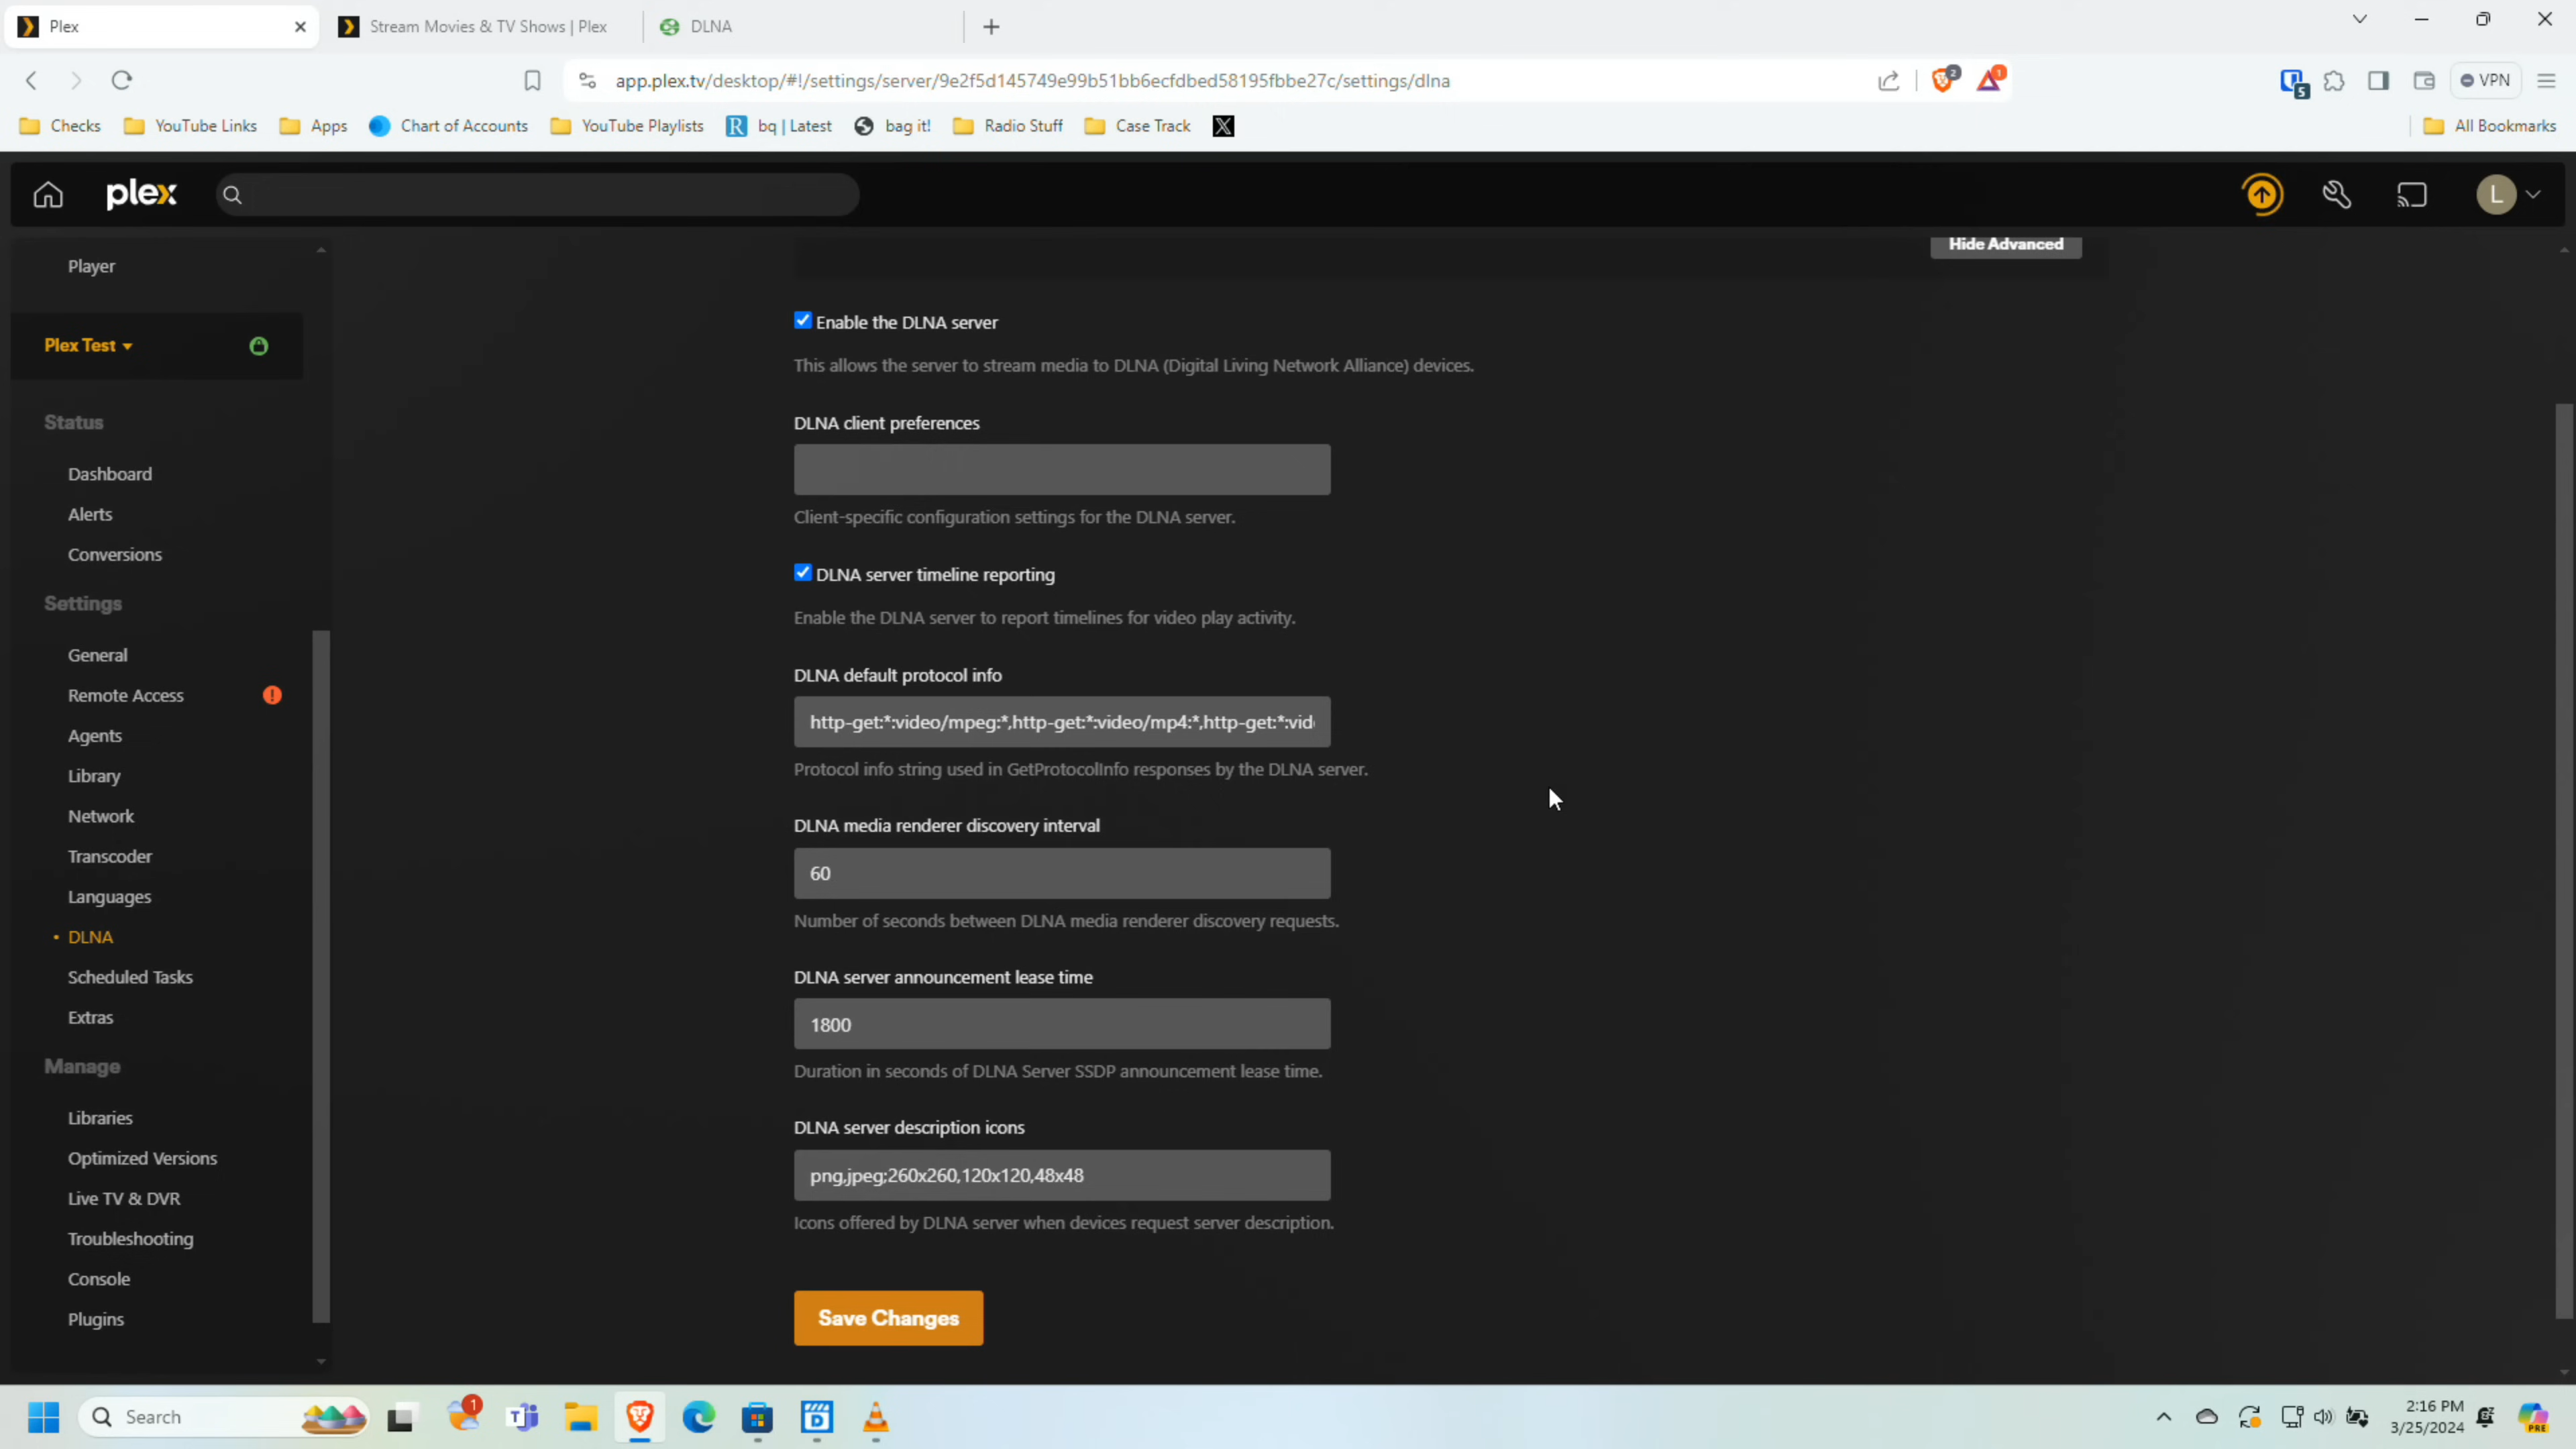 Plex
Stream Movies & TV Shows | Plex
DLNA
app.plex.tv/desktop/#!/settings/server/9e2f5d145749e99b51bb6ecfdbed58195fbbe27c/settings/dlna
2
1
5
VPN
Checks
YouTube Links
Apps
Chart of Accounts
YouTube Playlists
R
bq | Latest
bag it!
Radio Stuff
Case Track
X
All Bookmarks
plex
L
Player
Plex Test
Status
Dashboard
Alerts
Conversions
Settings
General
Remote Access
!
Agents
Library
Network
Transcoder
Languages
• DLNA
Scheduled Tasks
Extras
Manage
Libraries
Optimized Versions
Live TV & DVR
Troubleshooting
Console
Plugins
Hide Advanced
Enable the DLNA server
This allows the server to stream media to DLNA (Digital Living Network Alliance) devices.
DLNA client preferences
Client-specific configuration settings for the DLNA server.
DLNA server timeline reporting
Enable the DLNA server to report timelines for video play activity.
DLNA default protocol info
http-get:*:video/mpeg:*,http-get:*:video/mp4:*,http-get:*:vid
Protocol info string used in GetProtocolInfo responses by the DLNA server.
DLNA media renderer discovery interval
60
Number of seconds between DLNA media renderer discovery requests.
DLNA server announcement lease time
1800
Duration in seconds of DLNA Server SSDP announcement lease time.
DLNA server description icons
png,jpeg;260x260,120x120,48x48
Icons offered by DLNA server when devices request server description.
Save Changes
Search
1
T
D
2:16 PM
3/25/2024
PRE